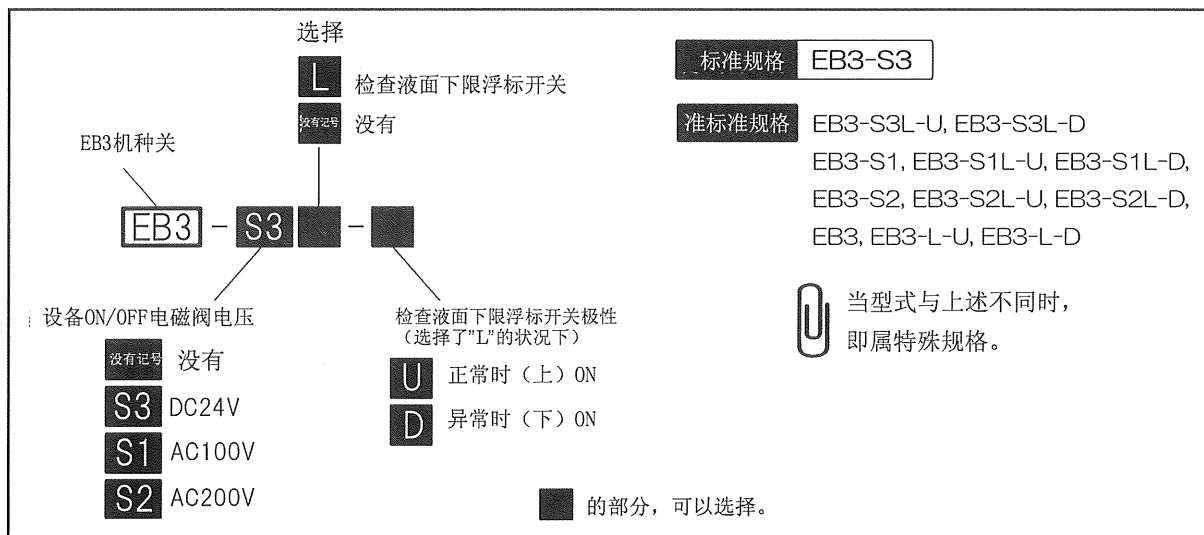 选择
L 检查液面下限浮标开关
没有记号 没有
EB3机种关
EB3 - S3 -
设备ON/OFF电磁阀电压
没有记号 没有
S3 DC24V
S1 AC100V
S2 AC200V
检查液面下限浮标开关极性
(选择了"L"的状况下)
U 正常时（上）ON
D 异常时（下）ON
的部分，可以选择。
标准规格 EB3-S3
准标准规格 EB3-S3L-U, EB3-S3L-D
EB3-S1, EB3-S1L-U, EB3-S1L-D,
EB3-S2, EB3-S2L-U, EB3-S2L-D,
EB3, EB3-L-U, EB3-L-D
当型式与上述不同时，
即属特殊规格。